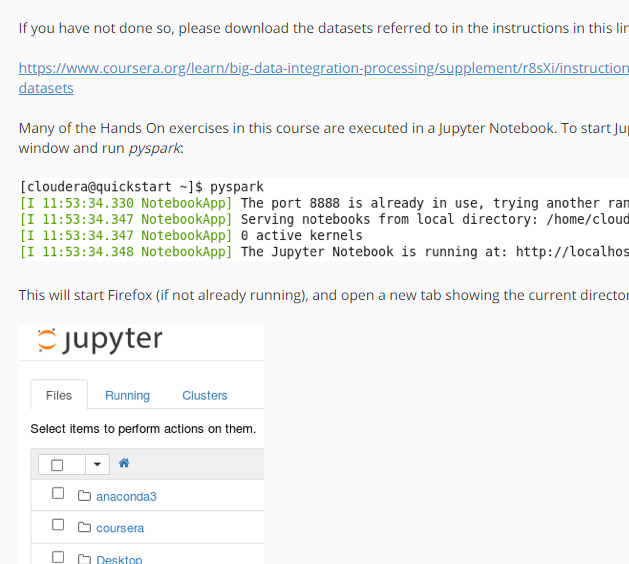 If you have not done so, please download the datasets referred to in the instructions in this
https://www.coursera.org/learn/big-data-integration-processing/supplement/r8sXi/instruction
datasets
Many of the Hands On exercises in this course are executed in a Jupyter Notebook. To start
window and run pyspark:
[cloudera@quickstart ~]$ pyspark
[I 11:53:34.330 NotebookApp] The port 8888 is already in use, trying another
[I 11:53:34.347 NotebookApp] Serving notebooks from local directory: /home/cloud
[I 11:53:34.347 NotebookApp] 0 active kernels
[I 11:53:34.348 NotebookApp] The Jupyter Notebook is running at: http://localhos
This will start Firefox (if not already running), and open a new tab showing the current
jupyter
Files Running Clusters
Select items to perform actions on them.
anaconda3
coursera
Desktop